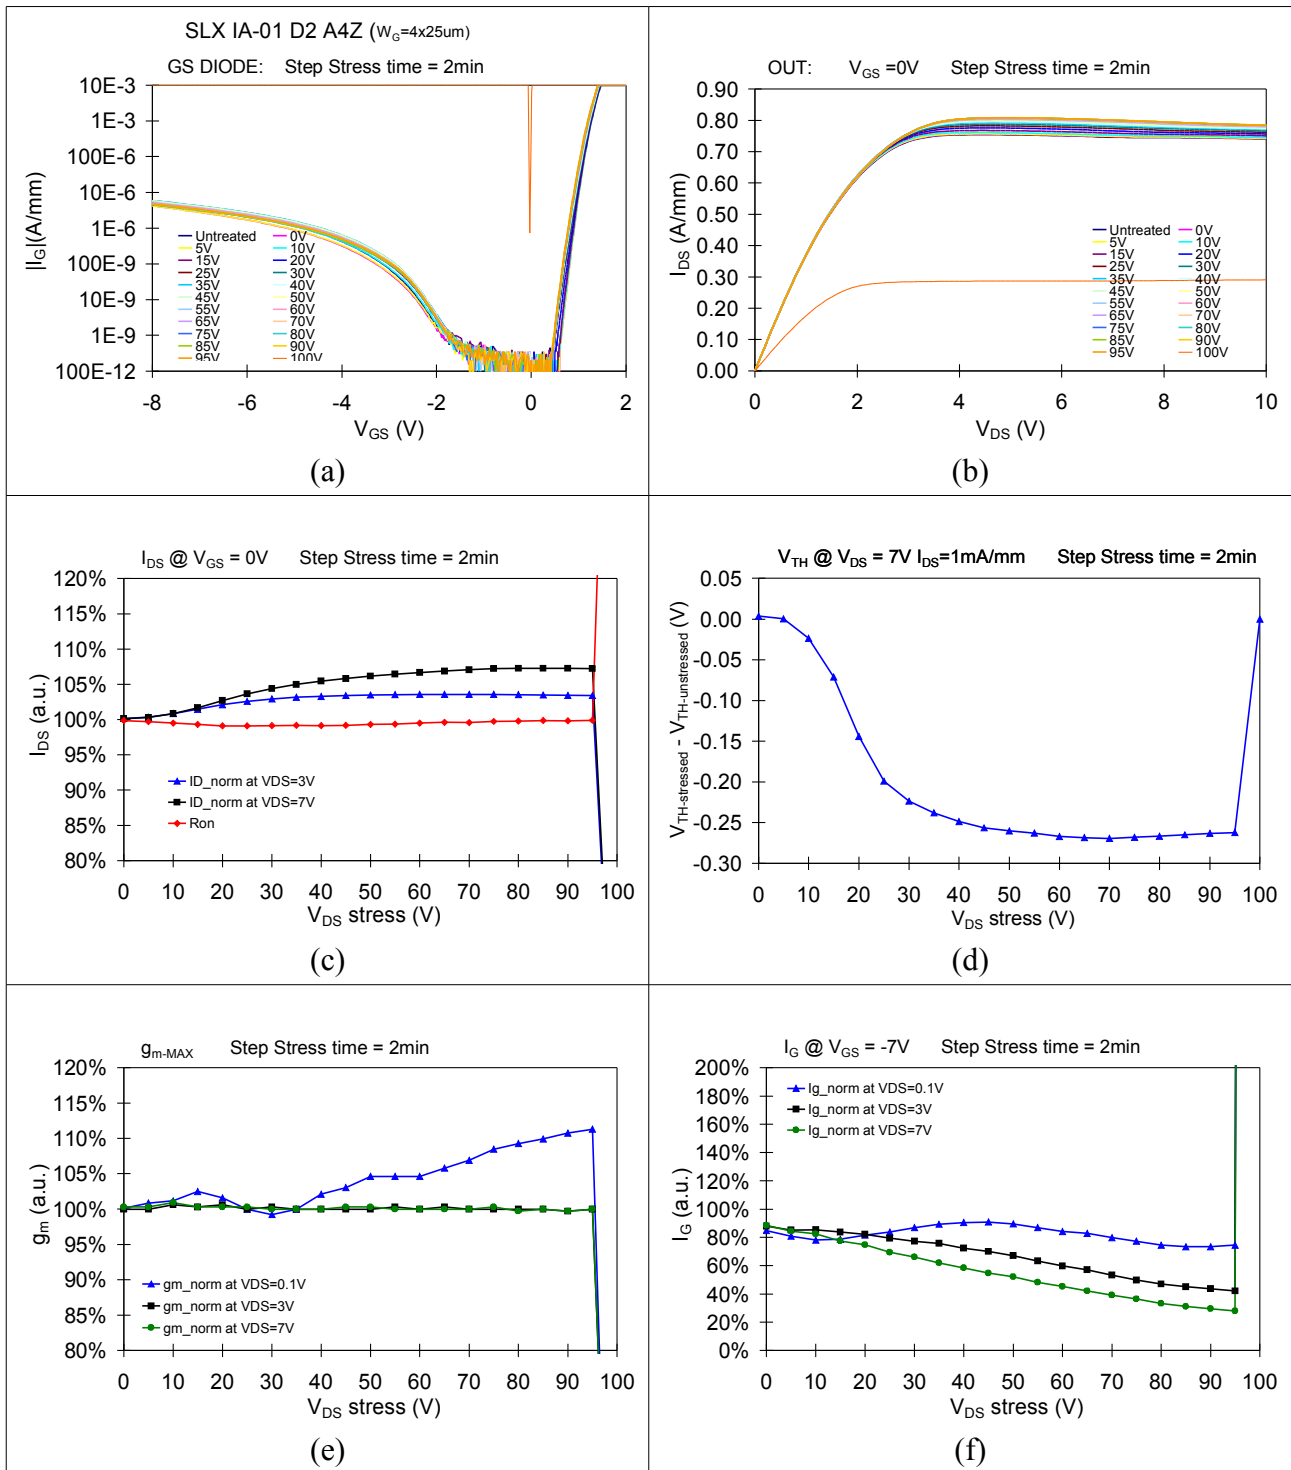 SLX IA-01 D2 A4Z (WG=4x25um)
GS DIODE: Step Stress time = 2min
10E-3
1E-3
100E-6
10E-6
1E-6
100E-9
10E-9
1E-9
100E-12
|IG|(A/mm)
Untreated 0V
5V 10V
15V 20V
25V 30V
35V 40V
45V 50V
55V 60V
65V 70V
75V 80V
85V 90V
95V 100V
-8 -6 -4 -2 0 2
VGS (V)
(a)
OUT: VGS =0V Step Stress time = 2min
0.90
0.80
0.70
0.60
0.50
0.40
0.30
0.20
0.10
0.00
IDS (A/mm)
Untreated 0V
5V 10V
15V 20V
25V 30V
35V 40V
45V 50V
55V 60V
65V 70V
75V 80V
85V 90V
95V 100V
0 2 4 6 8 10
VDS (V)
(b)
IDS @ VGS = 0V Step Stress time = 2min
120%
115%
110%
105%
100%
95%
90%
85%
80%
IDS (a.u.)
ID_norm at VDS=3V
ID_norm at VDS=7V
Ron
0 10 20 30 40 50 60 70 80 90 100
VDS stress (V)
(c)
VTH @ VDS = 7V IDS=1mA/mm Step Stress time = 2min
0.05
0.00
-0.05
-0.10
-0.15
-0.20
-0.25
-0.30
VTH-stressed - VTH-unstressed (V)
0 10 20 30 40 50 60 70 80 90 100
VDS stress (V)
(d)
gm-MAX Step Stress time = 2min
120%
115%
110%
105%
100%
95%
90%
85%
80%
gm (a.u.)
gm_norm at VDS=0.1V
gm_norm at VDS=3V
gm_norm at VDS=7V
0 10 20 30 40 50 60 70 80 90 100
VDS stress (V)
(e)
IG @ VGS = -7V Step Stress time = 2min
200%
180%
160%
140%
120%
100%
80%
60%
40%
20%
0%
IG (a.u.)
Ig_norm at VDS=0.1V
Ig_norm at VDS=3V
Ig_norm at VDS=7V
0 10 20 30 40 50 60 70 80 90 100
VDS stress (V)
(f)